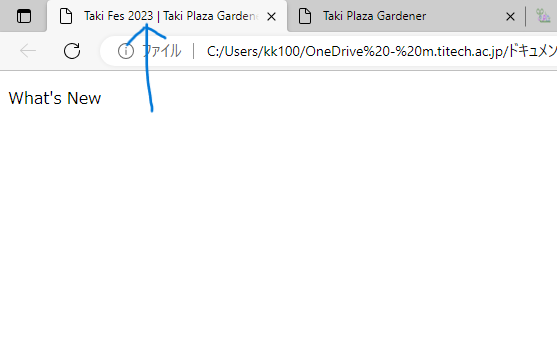 Taki Fes 2023 | Taki Plaza Gardene
Taki Plaza Gardener
ファイル
C:/Users/kk100/OneDrive%20-%20m.titech.ac.jp/ドキュメン
What's New